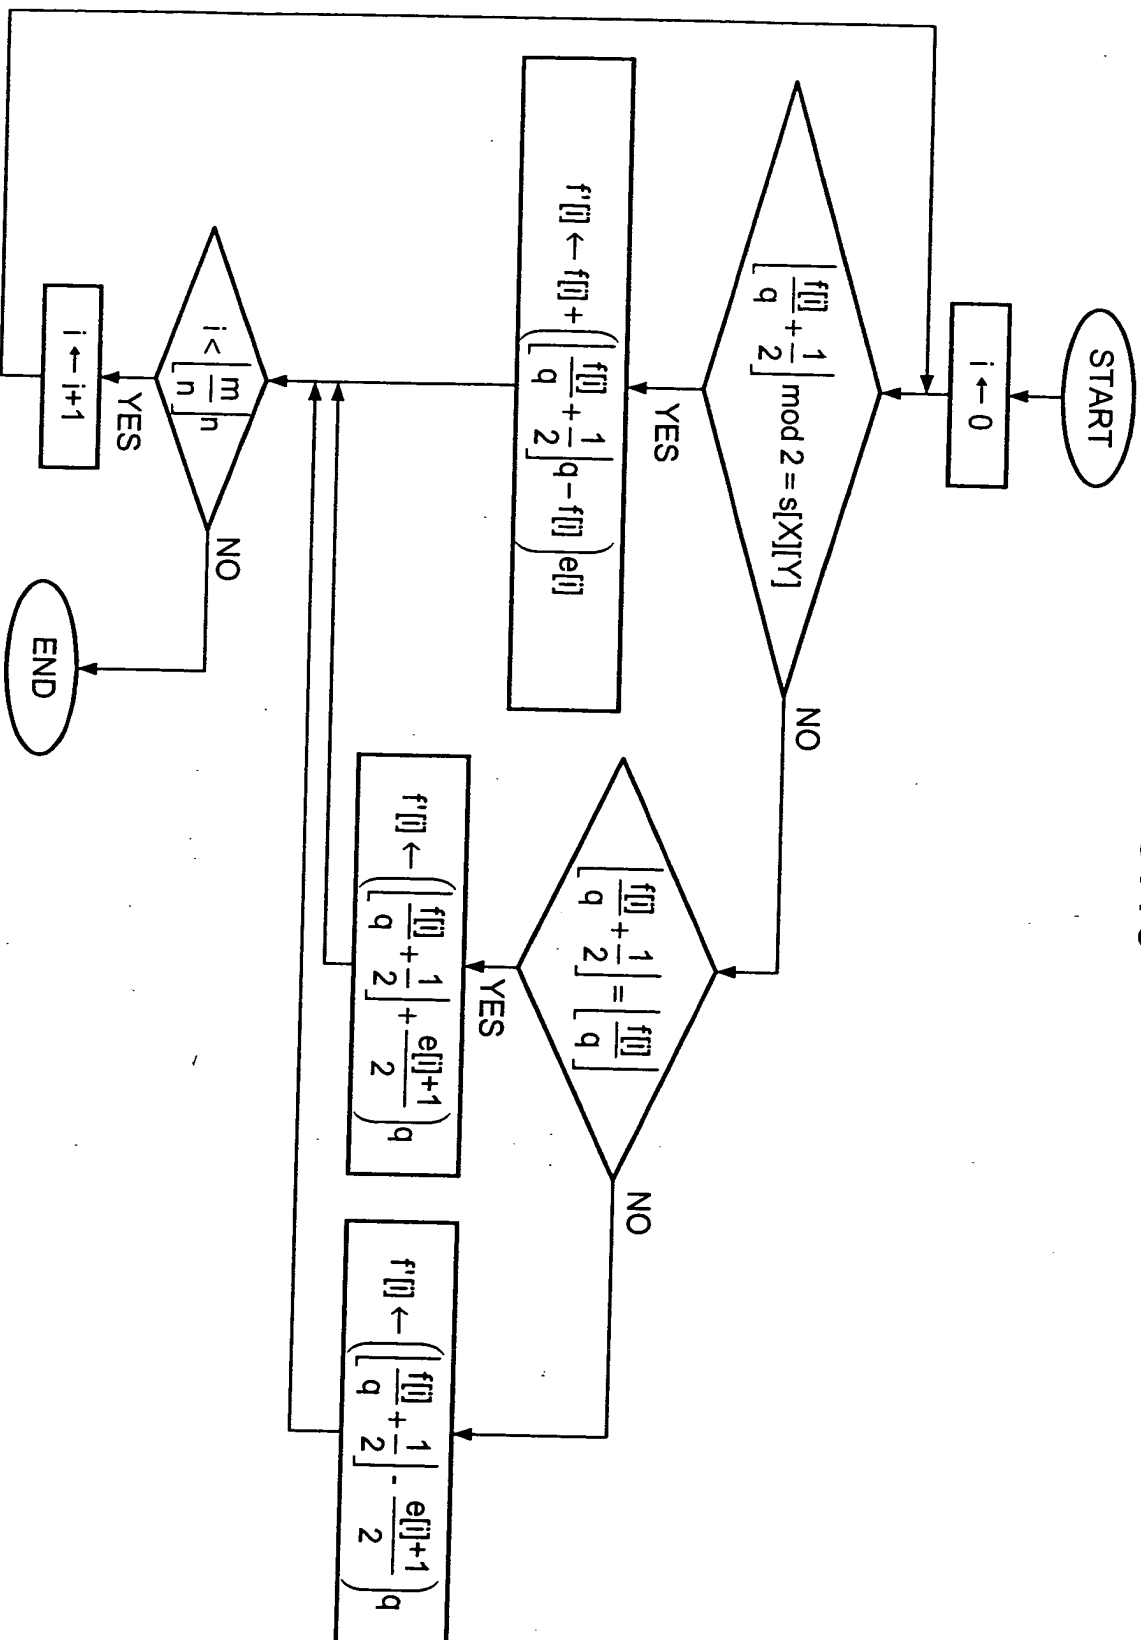 START
i ← 0
⌊f[i]/q + 1/2⌋ mod 2 = s[X][Y]
YES
NO
f'[i] ← f[i] + (⌊f[i]/q + 1/2⌋q − f[i]) e[i]
⌊f[i]/q + 1/2⌋ = ⌊f[i]/q⌋
YES
NO
f'[i] ← (⌊f[i]/q + 1/2⌋ + e[i]+1/2)q
f'[i] ← (⌊f[i]/q + 1/2⌋ - e[i]+1/2)q
i < ⌊m/n⌋n
YES
NO
i ← i+1
END